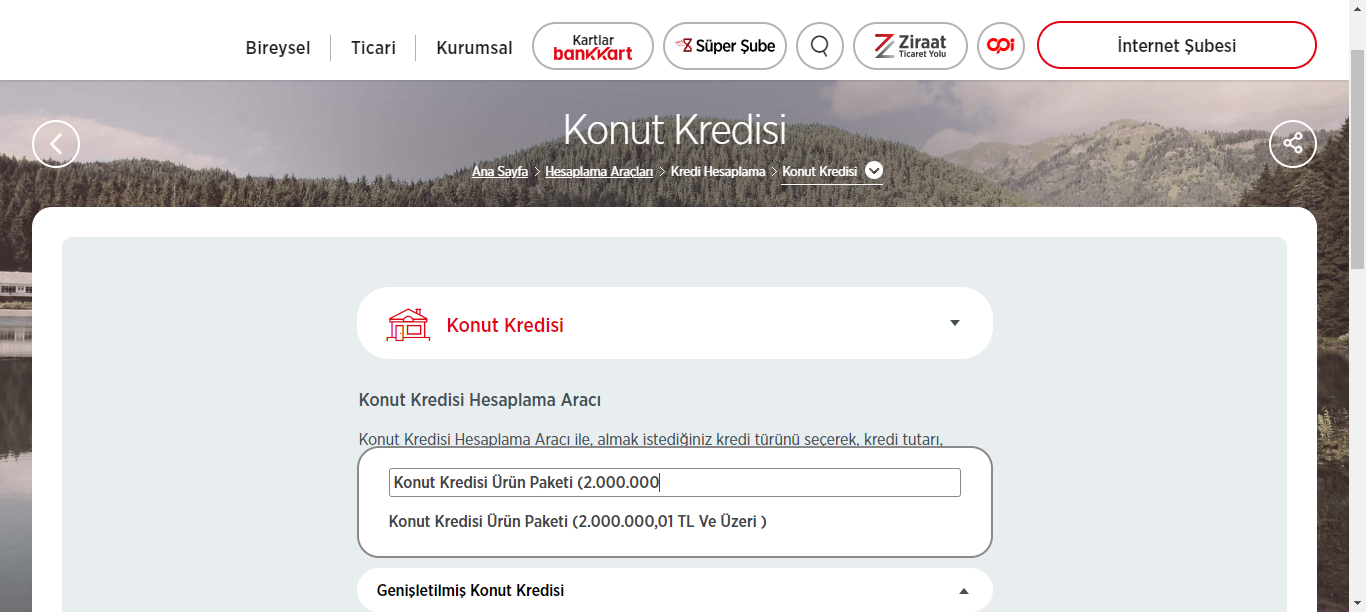 Bireysel
Ticari
Kurumsal
Kartlar
bankkart
Süper Şube
Ziraat
Ticaret Yolu
opi
İnternet Şubesi
Konut Kredisi
Ana Sayfa > Hesaplama Araçları > Kredi Hesaplama > Konut Kredisi
Konut Kredisi
Konut Kredisi Hesaplama Aracı
Konut Kredisi Hesaplama Aracı ile, almak istediğiniz kredi türünü seçerek, kredi tutarı,
Konut Kredisi Ürün Paketi (2.000.000
Konut Kredisi Ürün Paketi (2.000.000,01 TL Ve Üzeri )
Genişletilmiş Konut Kredisi